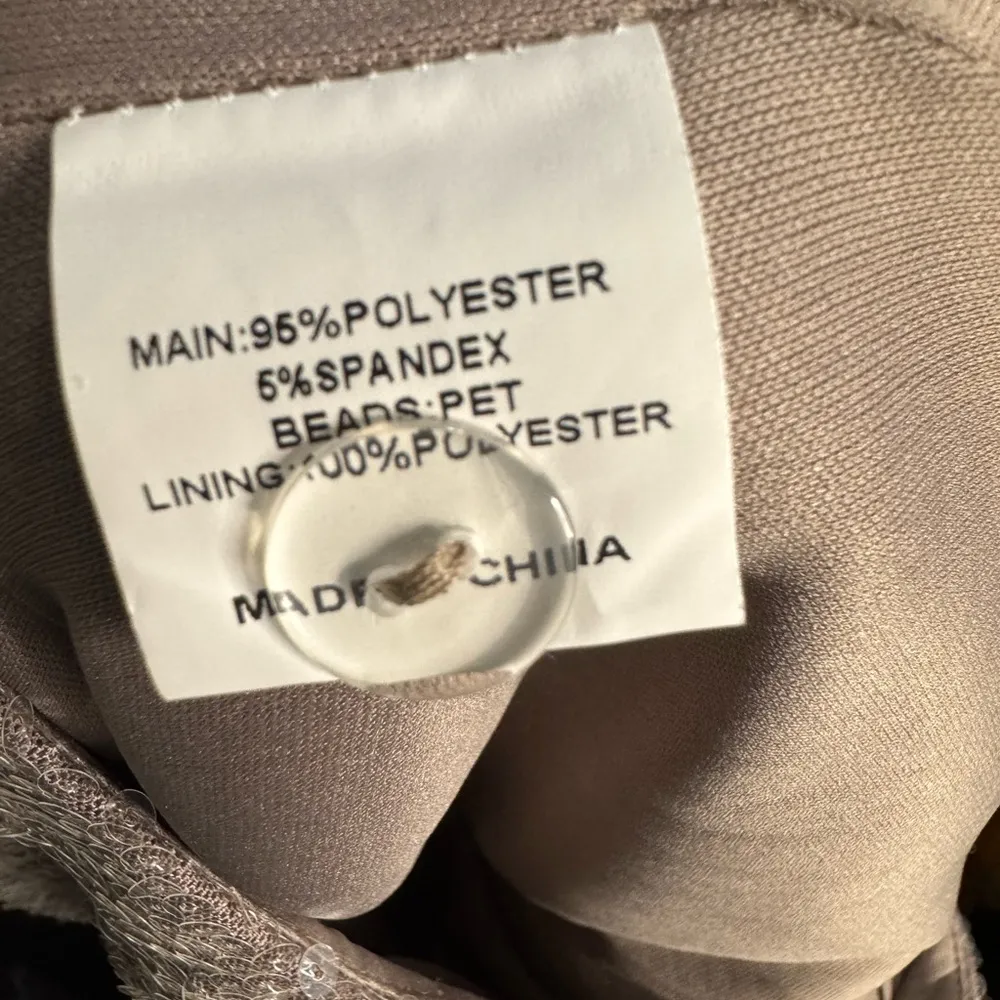 MAIN:95%POLYESTER
5%SPANDEX
BEADS:PET
LINING:100%POLYESTER
MADE CHINA